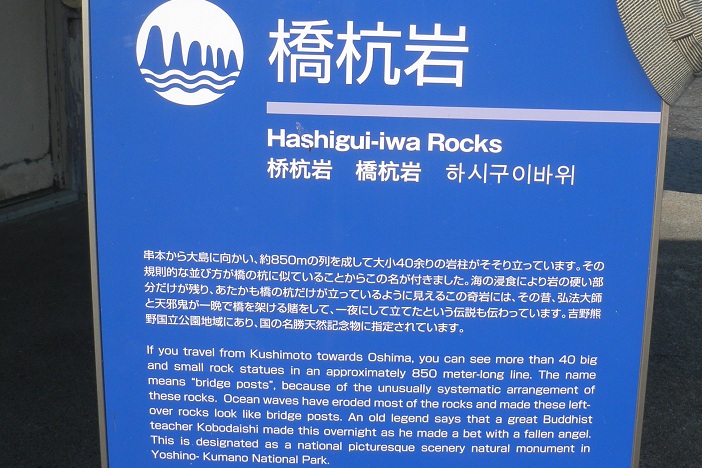 橋杭岩
Hashigui-iwa Rocks
桥杭岩 橋杭岩 하시구이바위
串本から大島に向かい、約850mの列を成して大小40余りの岩柱がそそり立っています。その
規則的な並び方が橋の杭に似ていることからこの名が付きました。海の浸食により岩の硬い部
分だけが残り、あたかも橋の杭だけが立っているように見えるこの奇岩には、その昔、弘法大師
と天邪鬼が一晩で橋を架ける賭をして、一夜にして立てたという伝説も伝わっています。吉野熊
野国立公園地域にあり、国の名勝天然記念物に指定されています。
If you travel from Kushimoto towards Oshima, you can see more than 40 big
and small rock statues in an approximately 850 meter-long line. The name
means "bridge posts", because of the unusually systematic arrangement of
these rocks. Ocean waves have eroded most of the rocks and made these left-
over rocks look like bridge posts. An old legend says that a great Buddhist
teacher Kobodaishi made this overnight as he made a bet with a fallen angel.
This is designated as a national picturesque scenery natural monument in
Yoshino- Kumano National Park.